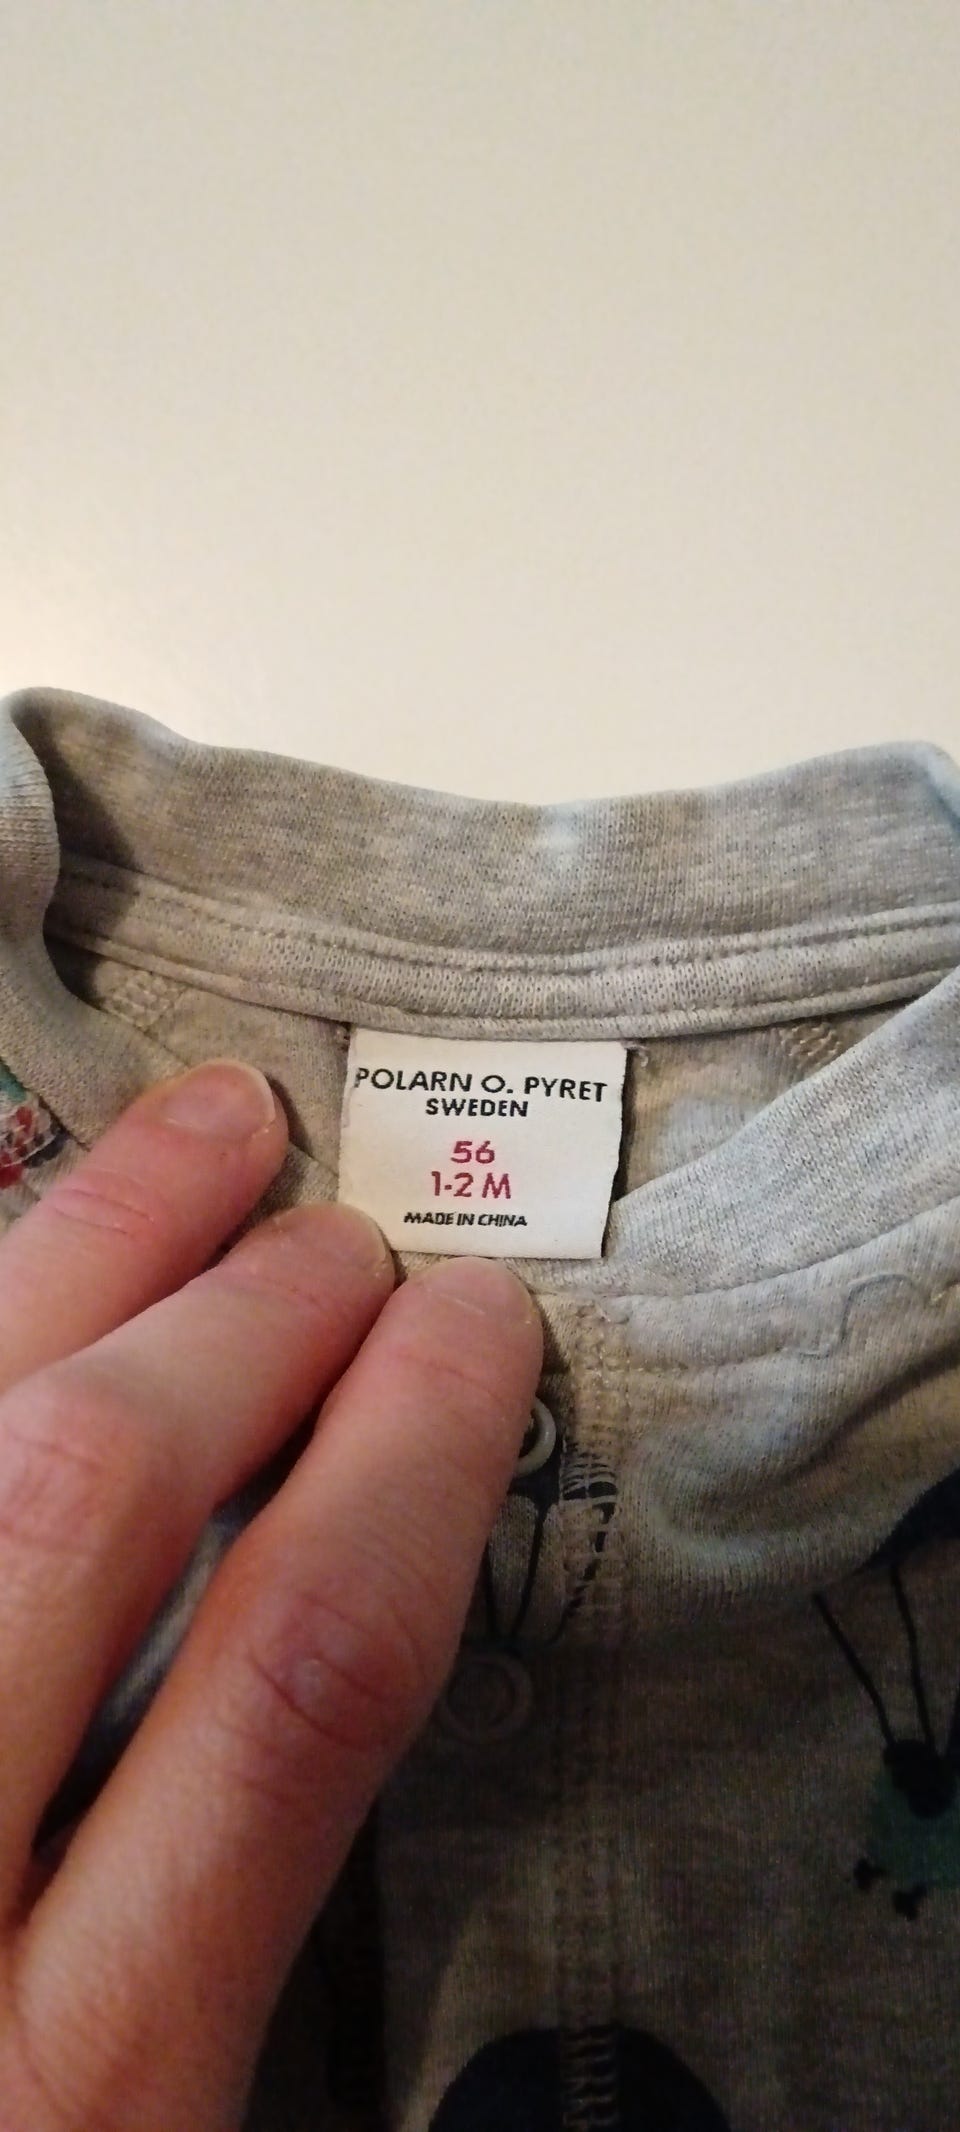 POLARN O. PYRET
SWEDEN
56
1-2 M
MADE IN CHINA